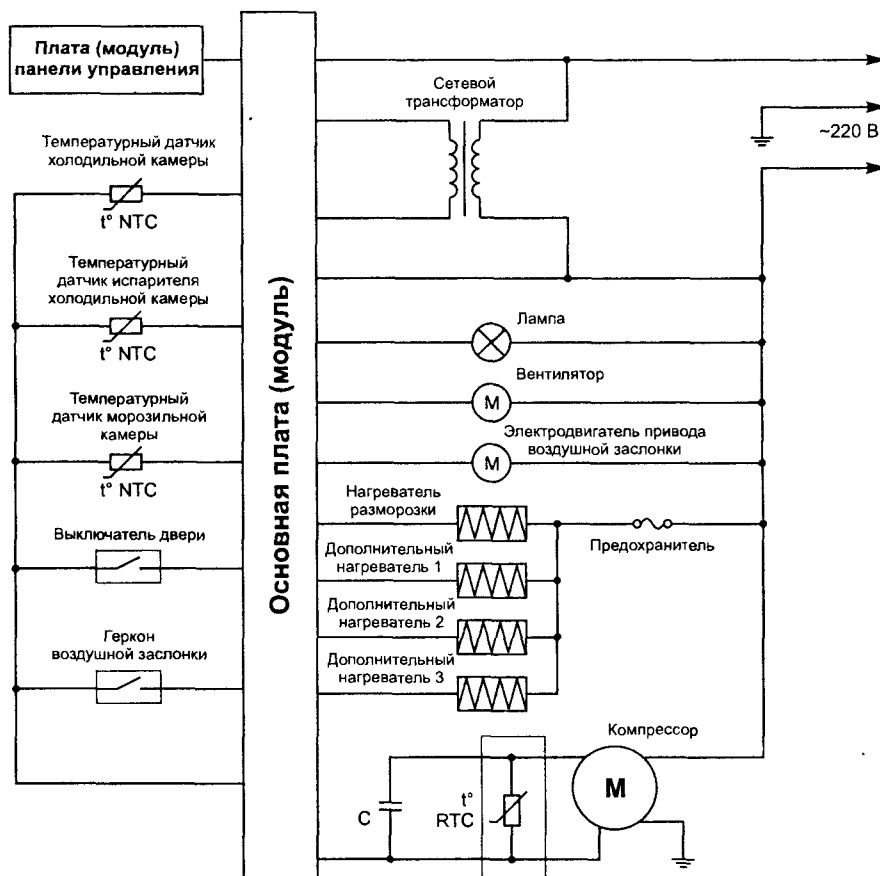 Плата (модуль)
панели управления
Сетевой
трансформатор
~220 В
Температурный датчик
холодильной камеры
t° NTC
Температурный
датчик испарителя
холодильной камеры
t° NTC
Температурный
датчик морозильной
камеры
t° NTC
Выключатель двери
Геркон
воздушной заслонки
Основная плата (модуль)
Лампа
Вентилятор
M
Электродвигатель привода
воздушной заслонки
M
Нагреватель
разморозки
Предохранитель
Дополнительный
нагреватель 1
Дополнительный
нагреватель 2
Дополнительный
нагреватель 3
Компрессор
M
C
t°
RTC